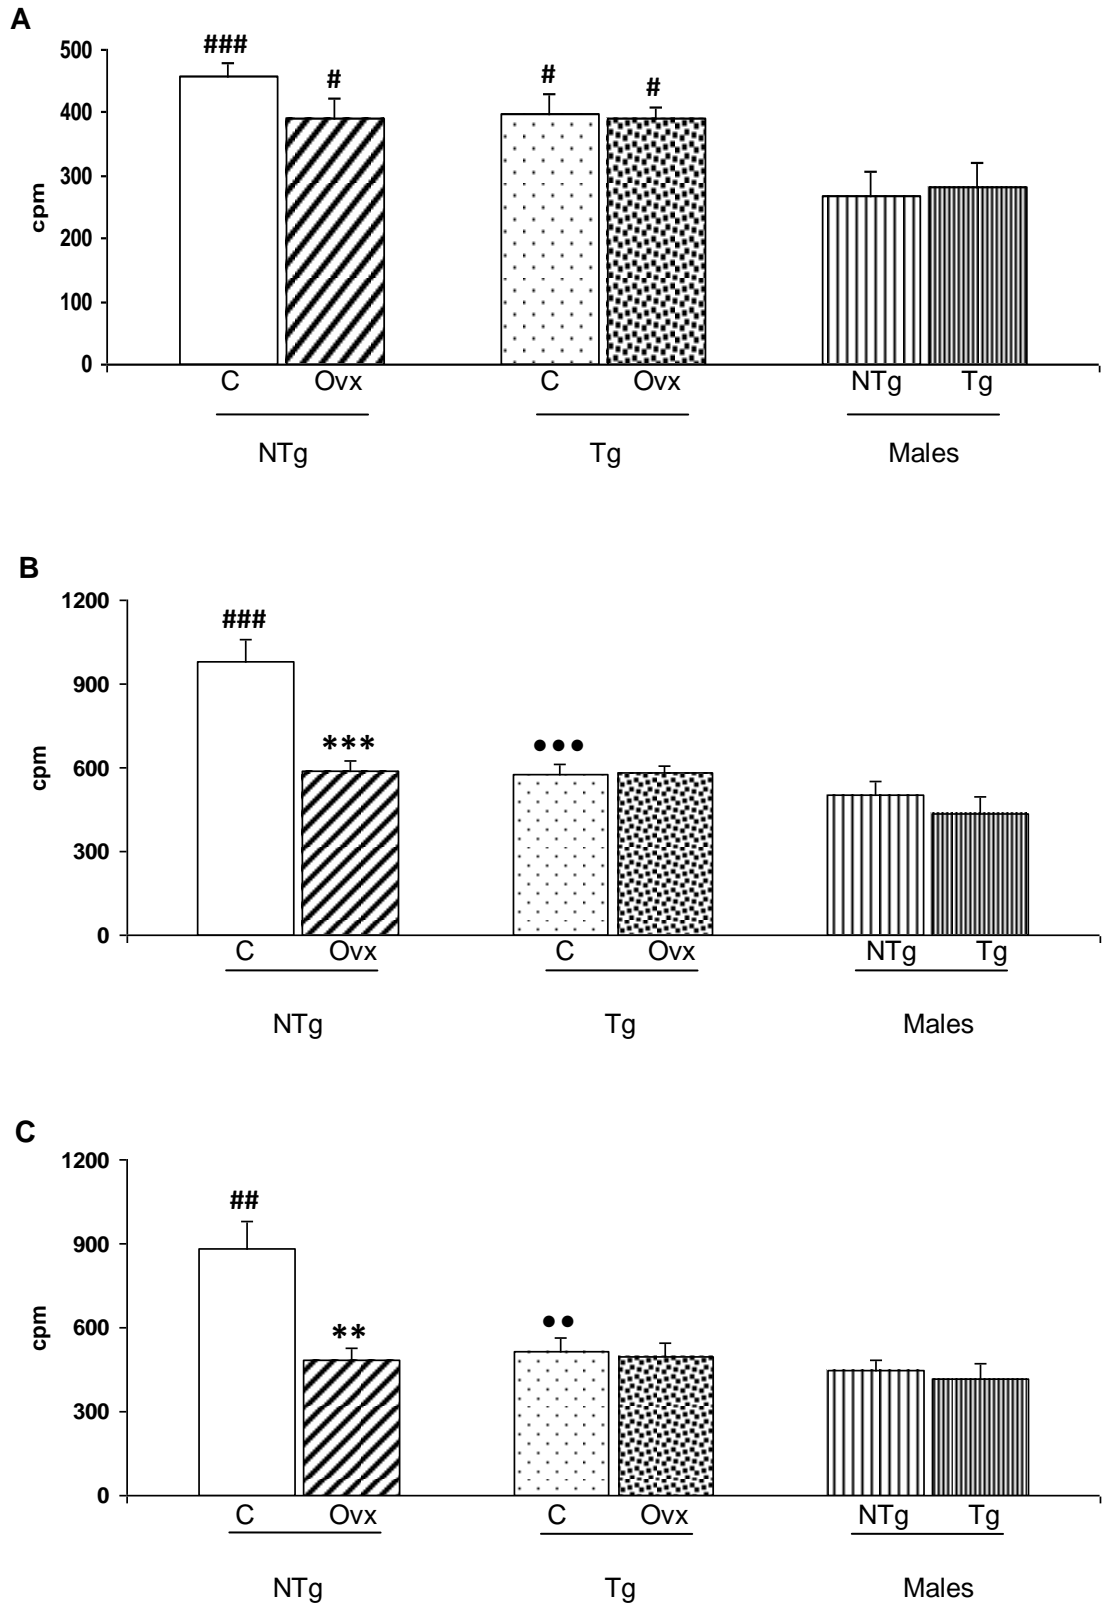 A
500
400
300
200
100
0
cpm
### # # # 
C Ovx C Ovx NTg Tg
NTg Tg Males
B
1200
900
600
300
0
cpm
### *** •••
C Ovx C Ovx NTg Tg
NTg Tg Males
C
1200
900
600
300
0
cpm
## ** ••
C Ovx C Ovx NTg Tg
NTg Tg Males